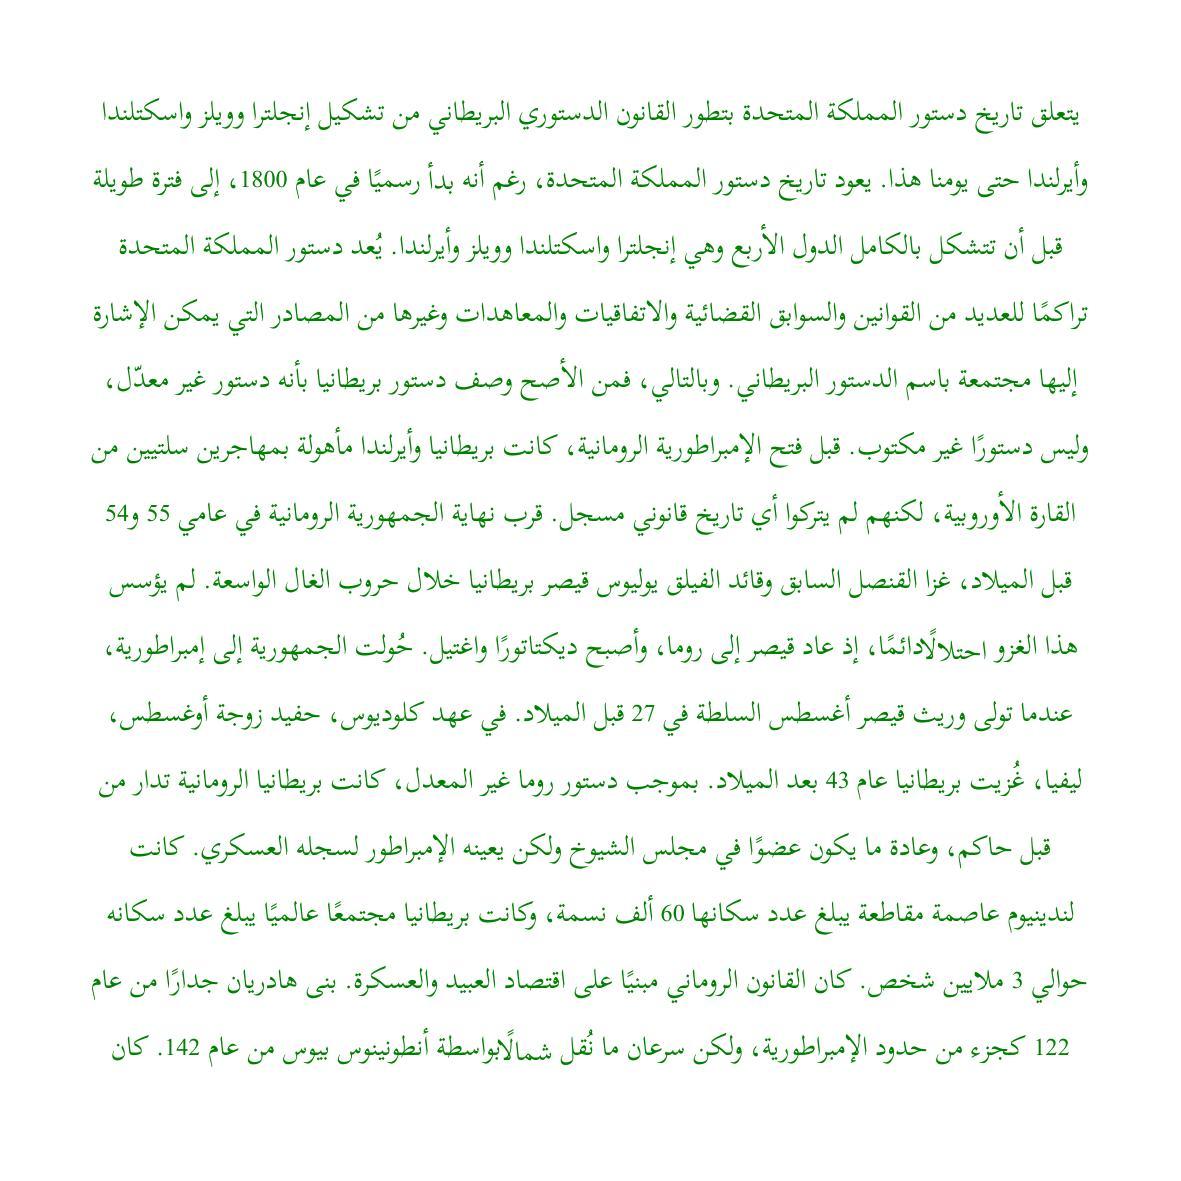 يتعلق تاريخ دستور المملكة المتحدة بتطور القانون الدستوري البريطاني من تشكيل إنجلترا وويلز واسكتلندا
وأيرلندا حتى يومنا هذا. يعود تاريخ دستور المملكة المتحدة، رغم أنه بدأ رسميًا في عام 1800، إلى فترة طويلة
قبل أن تتشكل بالكامل الدول الأربع وهي إنجلترا واسكتلندا وويلز وأيرلندا. يُعد دستور المملكة المتحدة
تراكمًا للعديد من القوانين والسوابق القضائية والاتفاقيات والمعاهدات وغيرها من المصادر التي يمكن الإشارة
إليها مجتمعة باسم الدستور البريطاني. وبالتالي، فمن الأصح وصف دستور بريطانيا بأنه دستور غير معدّل،
وليس دستورًا غير مكتوب. قبل فتح الإمبراطورية الرومانية، كانت بريطانيا وأيرلندا مأهولة بمهاجرين سلتيين من
القارة الأوروبية، لكنهم لم يتركوا أي تاريخ قانوني مسجل. قرب نهاية الجمهورية الرومانية في عامي 55 و54
قبل الميلاد، غزا القنصل السابق وقائد الفيلق يوليوس قيصر بريطانيا خلال حروب الغال الواسعة. لم يؤسس
هذا الغزو احتلالًادائمًا، إذ عاد قيصر إلى روما، وأصبح ديكتاتورًا واغتيل. حُولت الجمهورية إلى إمبراطورية،
عندما تولى وريث قيصر أغسطس السلطة في 27 قبل الميلاد. في عهد كلوديوس، حفيد زوجة أوغسطس،
ليفيا، غُزيت بريطانيا عام 43 بعد الميلاد. بموجب دستور روما غير المعدل، كانت بريطانيا الرومانية تدار من
قبل حاكم، وعادة ما يكون عضوًا في مجلس الشيوخ ولكن يعينه الإمبراطور لسجله العسكري. كانت
لندينيوم عاصمة مقاطعة يبلغ عدد سكانها 60 ألف نسمة، وكانت بريطانيا مجتمعًا عالميًا يبلغ عدد سكانه
حوالي 3 ملايين شخص. كان القانون الروماني مبنيًا على اقتصاد العبيد والعسكرة. بنى هادريان جدارًا من عام
122 كجزء من حدود الإمبراطورية، ولكن سرعان ما نُقل شمالًابواسطة أنطونينوس بيوس من عام 142. كان